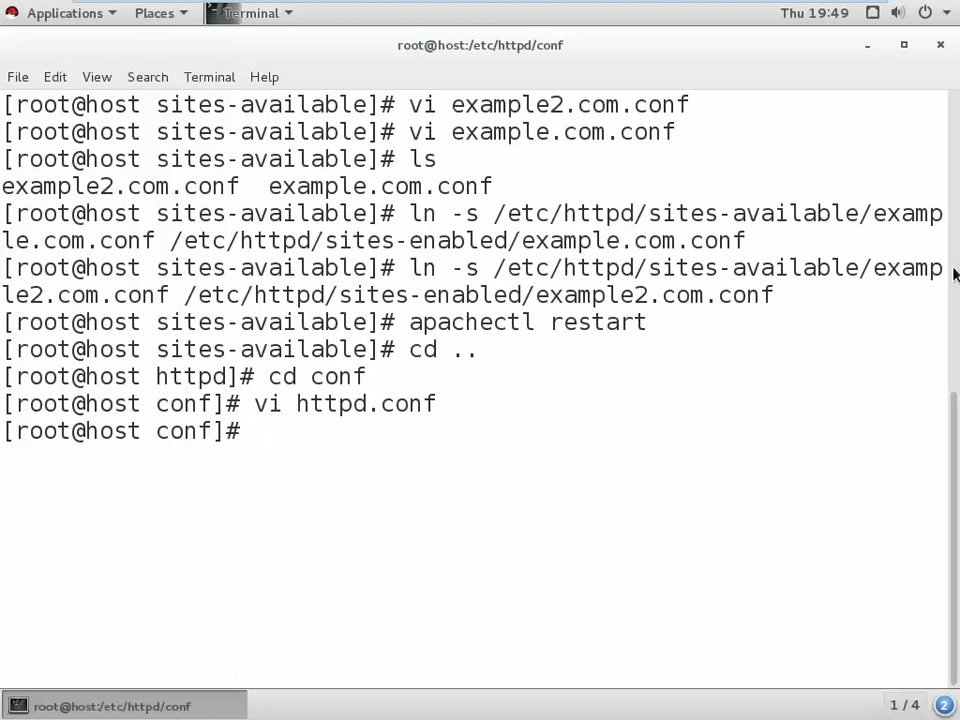 Applications Places Terminal Thu 19:49
root@host:/etc/httpd/conf
File Edit View Search Terminal Help
[root@host sites-available]# vi example2.com.conf
[root@host sites-available]# vi example.com.conf
[root@host sites-available]# ls
example2.com.conf  example.com.conf
[root@host sites-available]# ln -s /etc/httpd/sites-available/examp
le.com.conf /etc/httpd/sites-enabled/example.com.conf
[root@host sites-available]# ln -s /etc/httpd/sites-available/examp
le2.com.conf /etc/httpd/sites-enabled/example2.com.conf
[root@host sites-available]# apachectl restart
[root@host sites-available]# cd ..
[root@host httpd]# cd conf
[root@host conf]# vi httpd.conf
[root@host conf]#
root@host:/etc/httpd/conf 1 / 4 2